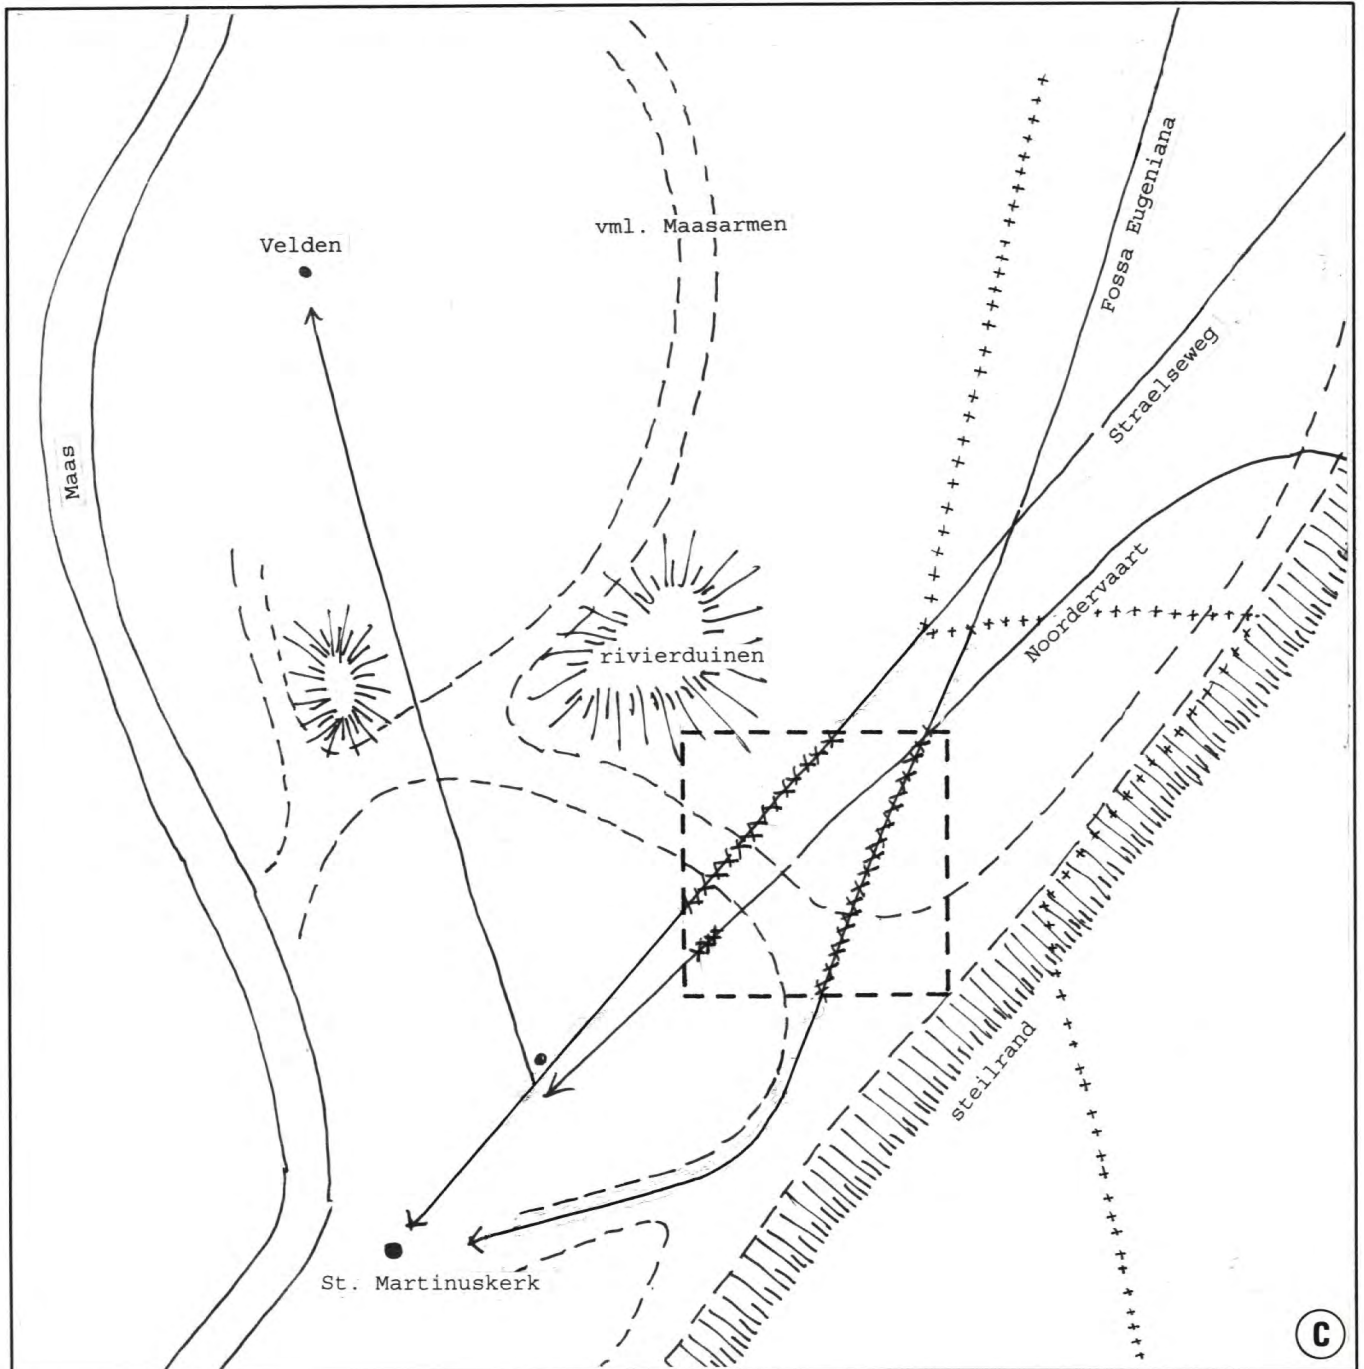 Velden
vml. Maasarmen
Fossa Eugeniana
Straelseweg
Maas
Noordervaart
rivierduinen
steilrand
St. Martinuskerk
C